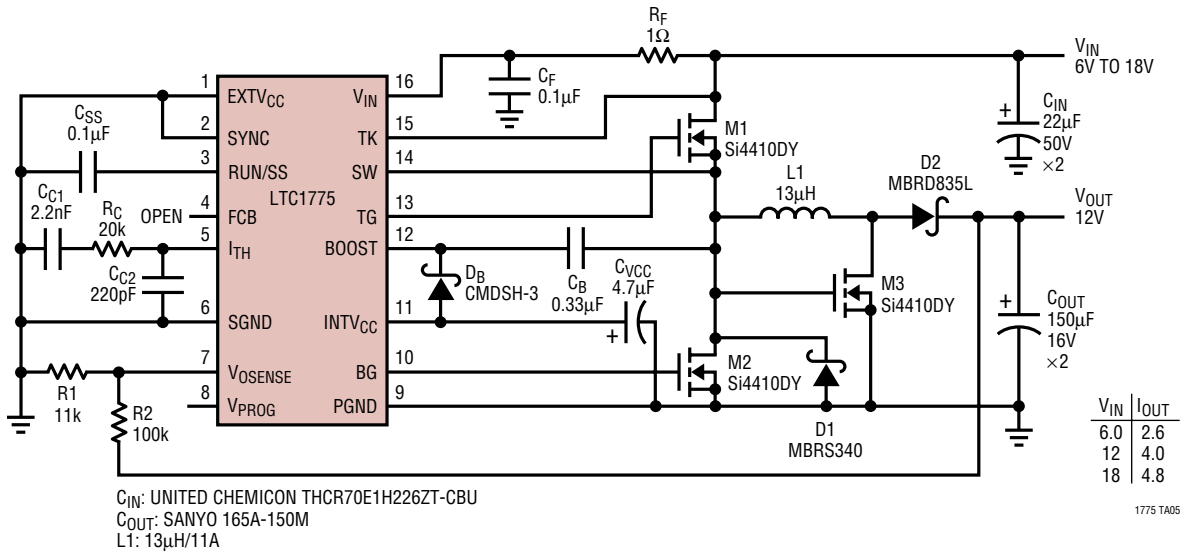 RF
1Ω
VIN
6V TO 18V
CF
0.1μF
CIN
22μF
50V
×2
+
1
EXTVCC
2
SYNC
3
RUN/SS
4
FCB
5
ITH
6
SGND
7
VOSENSE
8
VPROG
LTC1775
16
VIN
15
TK
14
SW
13
TG
12
BOOST
11
INTVCC
10
BG
9
PGND
CSS
0.1μF
CC1
2.2nF
RC
20k
OPEN
CC2
220pF
R1
11k
R2
100k
DB
CMDSH-3
CB
0.33μF
CVCC
4.7μF
+
M1
Si4410DY
L1
13μH
D2
MBRD835L
VOUT
12V
M3
Si4410DY
M2
Si4410DY
D1
MBRS340
+
COUT
150μF
16V
×2
VIN IOUT
6.0 2.6
12 4.0
18 4.8
1775 TA05
CIN: UNITED CHEMICON THCR70E1H226ZT-CBU
COUT: SANYO 165A-150M
L1: 13μH/11A